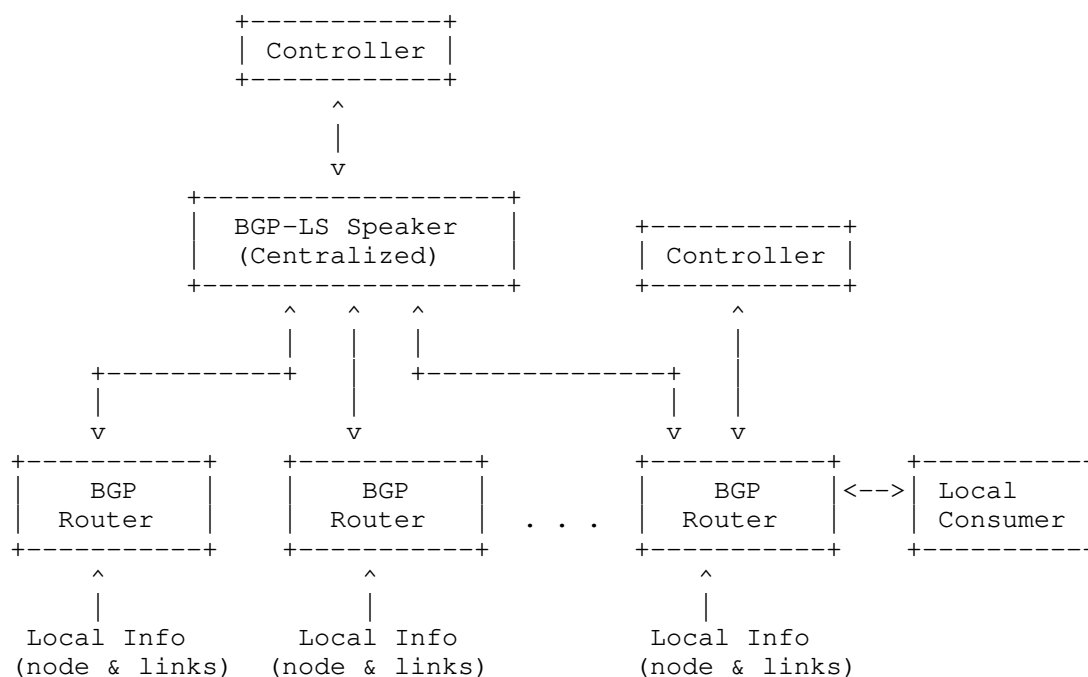 Controller
BGP-LS Speaker
(Centralized)
Controller
BGP
Router
BGP
Router
. . .
BGP
Router
<-->
Local
Consumer
Local Info
(node & links)
Local Info
(node & links)
Local Info
(node & links)